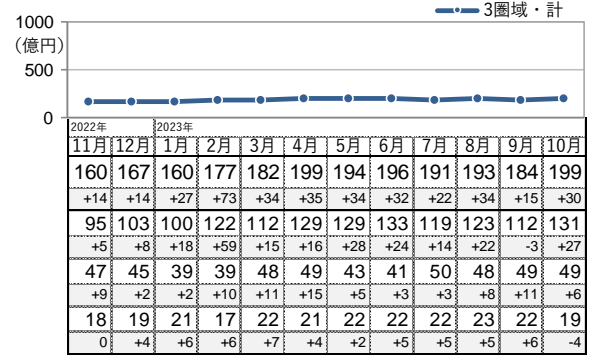 3圏域・計
1000
（億円）
500
0
2022年 2023年
11月 12月 1月 2月 3月 4月 5月 6月 7月 8月 9月 10月
160 167 160 177 182 199 194 196 191 193 184 199
+14 +14 +27 +73 +34 +35 +34 +32 +22 +34 +15 +30
95 103 100 122 112 129 129 133 119 123 112 131
+5 +8 +18 +59 +15 +16 +28 +24 +14 +22 -3 +27
47 45 39 39 48 49 43 41 50 48 49 49
+9 +2 +2 +10 +11 +15 +5 +3 +3 +8 +11 +6
18 19 21 17 22 21 22 22 22 23 22 19
0 +4 +6 +6 +7 +4 +2 +5 +5 +5 +6 -4